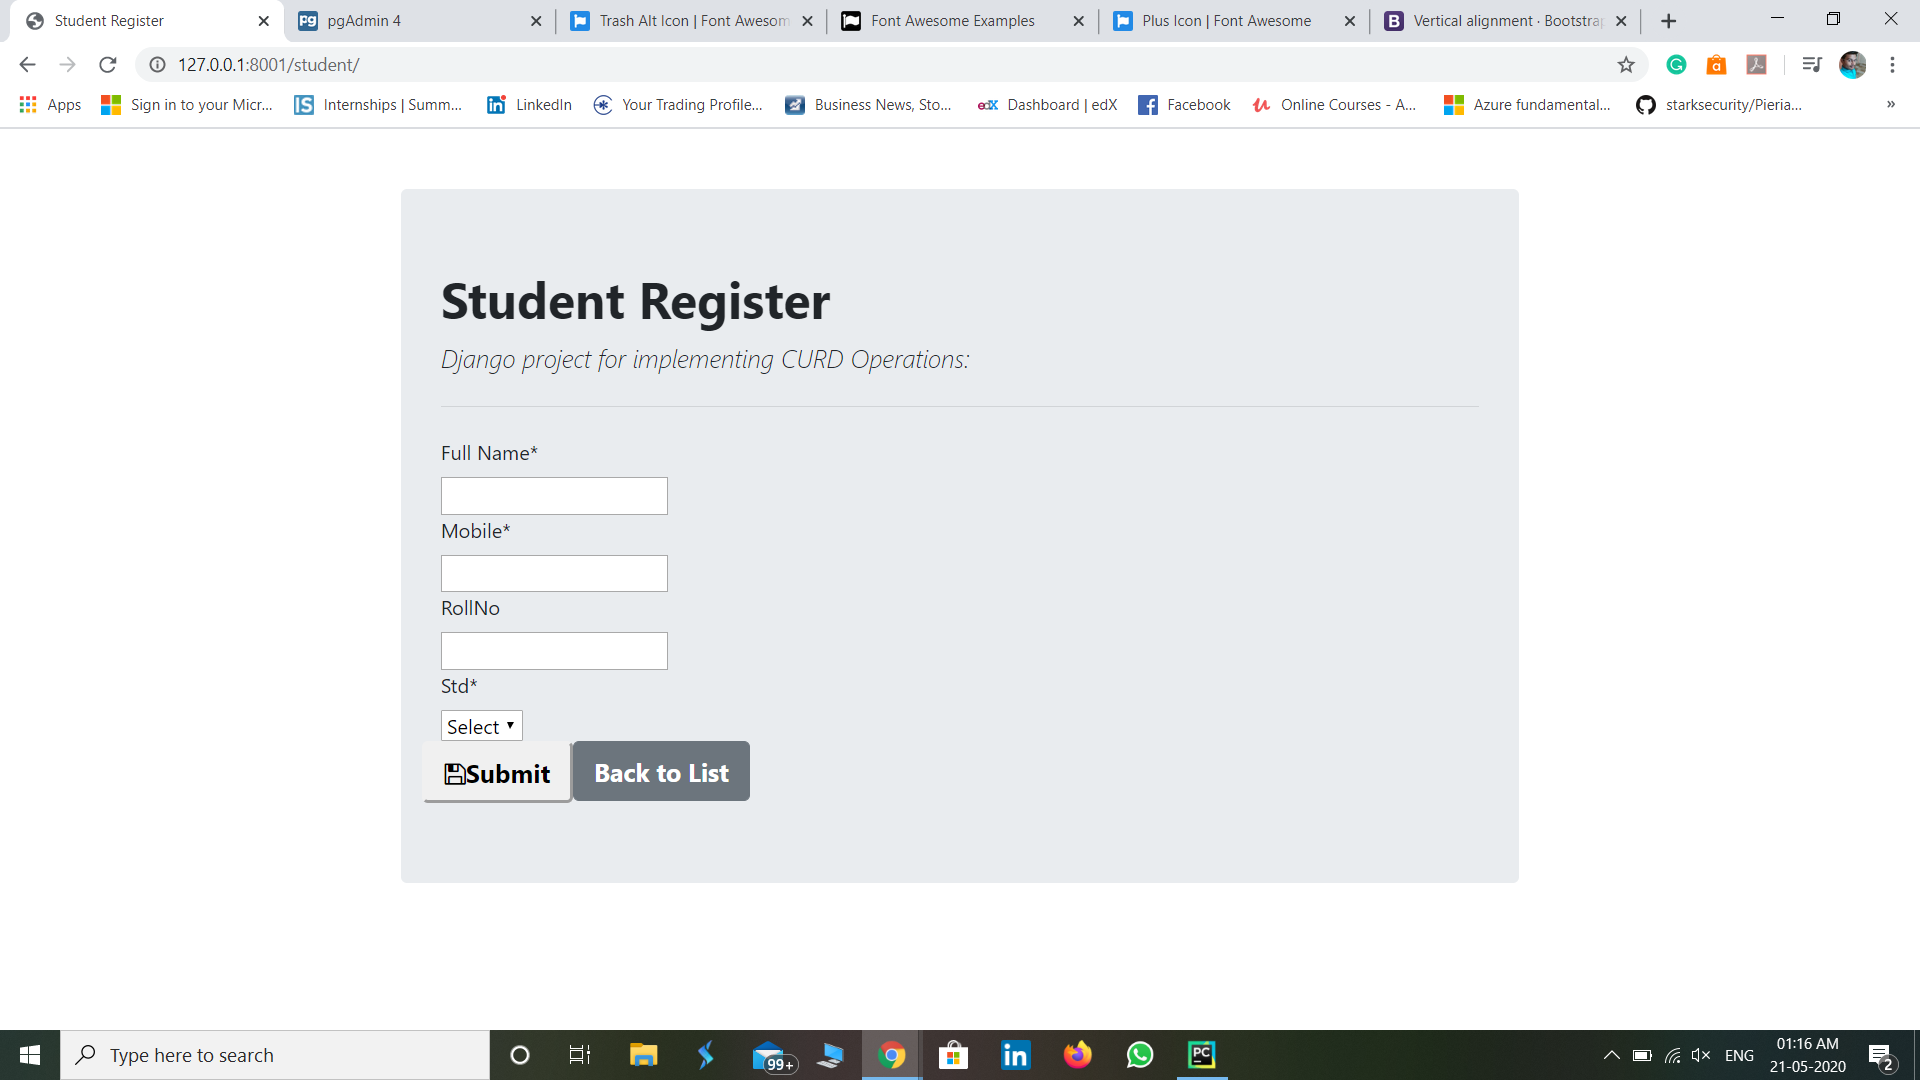 Student Register
pgAdmin 4
Trash Alt Icon | Font Awesom
Font Awesome Examples
Plus Icon | Font Awesome
Vertical alignment · Bootstrap
127.0.0.1:8001/student/
Apps
Sign in to your Micr...
Internships | Summ...
LinkedIn
Your Trading Profile...
Business News, Sto...
Dashboard | edX
Facebook
Online Courses - A...
Azure fundamental...
starksecurity/Pieria...
»
Student Register
Django project for implementing CURD Operations:
Full Name*
Mobile*
RollNo
Std*
Select
Submit
Back to List
Type here to search
99+
ENG
01:16 AM
21-05-2020
2